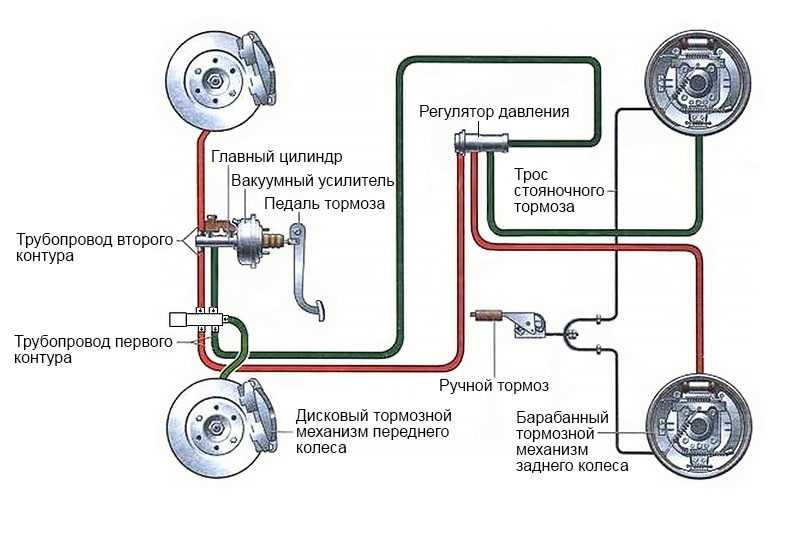 Регулятор давления
Главный цилиндр
Вакуумный усилитель
Педаль тормоза
Трос
стояночного
тормоза
Трубопровод второго
контура
Трубопровод первого
контура
Ручной тормоз
Дисковый тормозной
механизм переднего
колеса
Барабанный
тормозной
механизм
заднего колеса